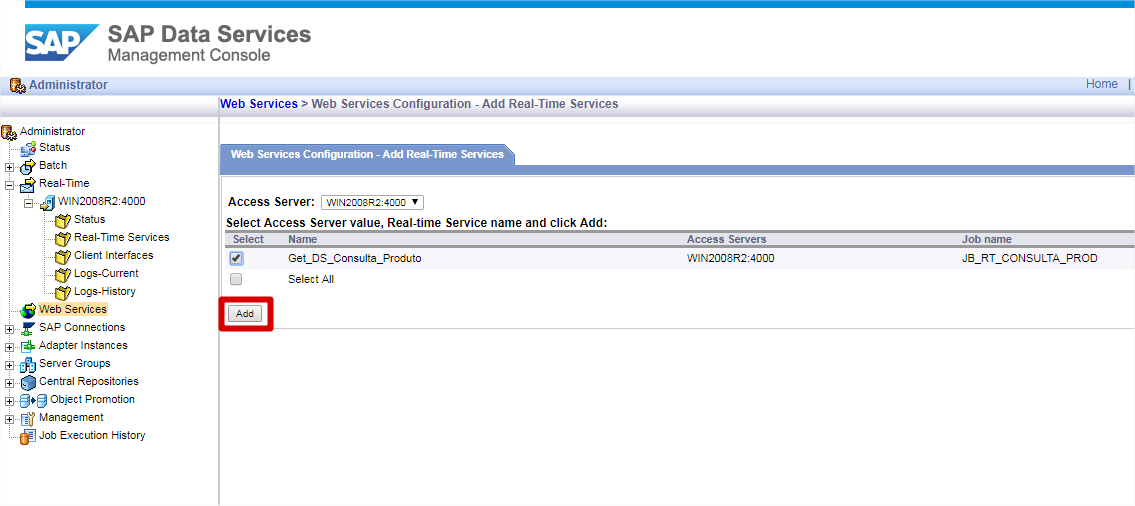 SAP
SAP Data Services
Management Console
Administrator
Home |
Web Services > Web Services Configuration - Add Real-Time Services
Administrator
Status
Batch
Real-Time
WIN2008R2:4000
Status
Real-Time Services
Client Interfaces
Logs-Current
Logs-History
Web Services
SAP Connections
Adapter Instances
Server Groups
Central Repositories
Object Promotion
Management
Job Execution History
Web Services Configuration - Add Real-Time Services
Access Server: WIN2008R2:4000
Select Access Server value, Real-time Service name and click Add:
Select Name Access Servers Job name
Get_DS_Consulta_Produto WIN2008R2:4000 JB_RT_CONSULTA_PROD
Select All
Add